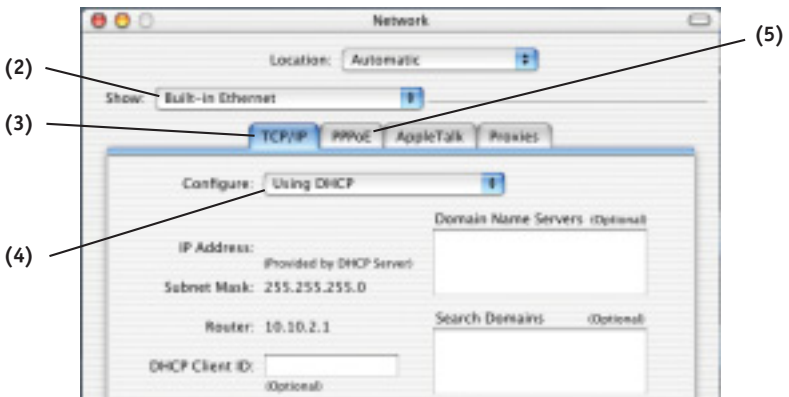 Network
(5)
Location: Automatic
(2)
Show: Built-in Ethernet
(3)
TCP/IP PPPoE AppleTalk Proxies
Configure: Using DHCP
Domain Name Servers (Optional)
(4)
IP Address:
(Provided by DHCP Server)
Subnet Mask: 255.255.255.0
Search Domains (Optional)
Router: 10.10.2.1
DHCP Client ID:
(Optional)